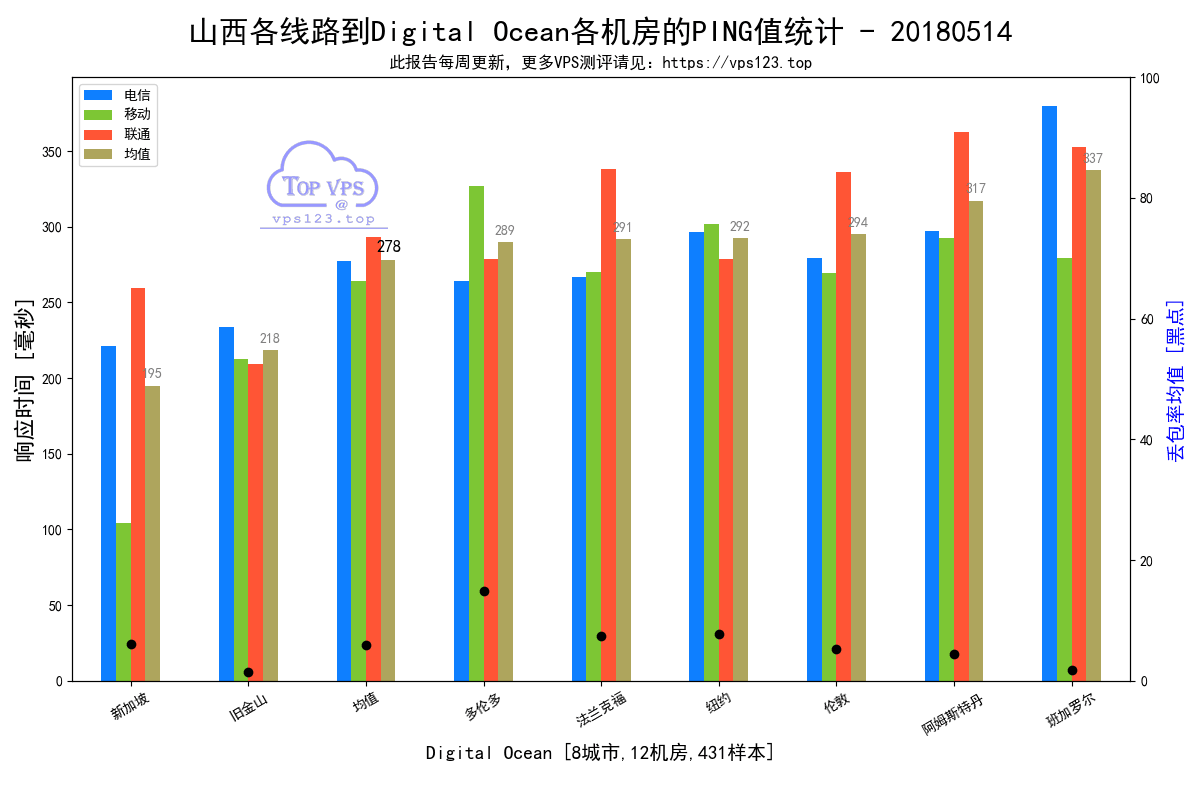 山西各线路到Digital Ocean各机房的PING值统计 - 20180514
此报告每周更新，更多VPS测评请见：https://vps123.top
电信
移动
联通
均值
TOP VPS
@
vps123.top
响应时间 [毫秒]
丢包率均值 [黑点]
350
300
250
200
150
100
50
0
100
80
60
40
20
0
195
218
278
289
291
292
294
317
337
新加坡
旧金山
均值
多伦多
法兰克福
纽约
伦敦
阿姆斯特丹
班加罗尔
Digital Ocean [8城市,12机房,431样本]